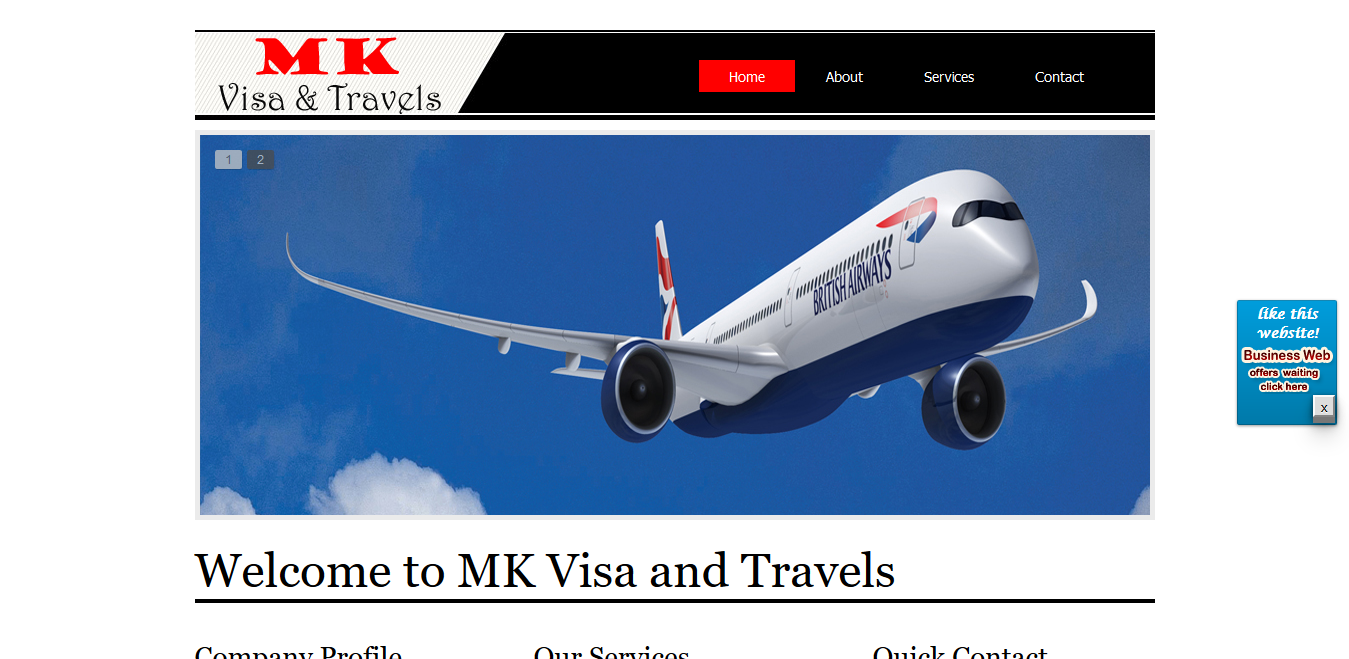 MK
Visa & Travels
Home About Services Contact
1 2
BRITISH AIRWAYS
like this
website!
Business Web
offers waiting
click here
x
Welcome to MK Visa and Travels
Company Profile Our Services Quick Contact